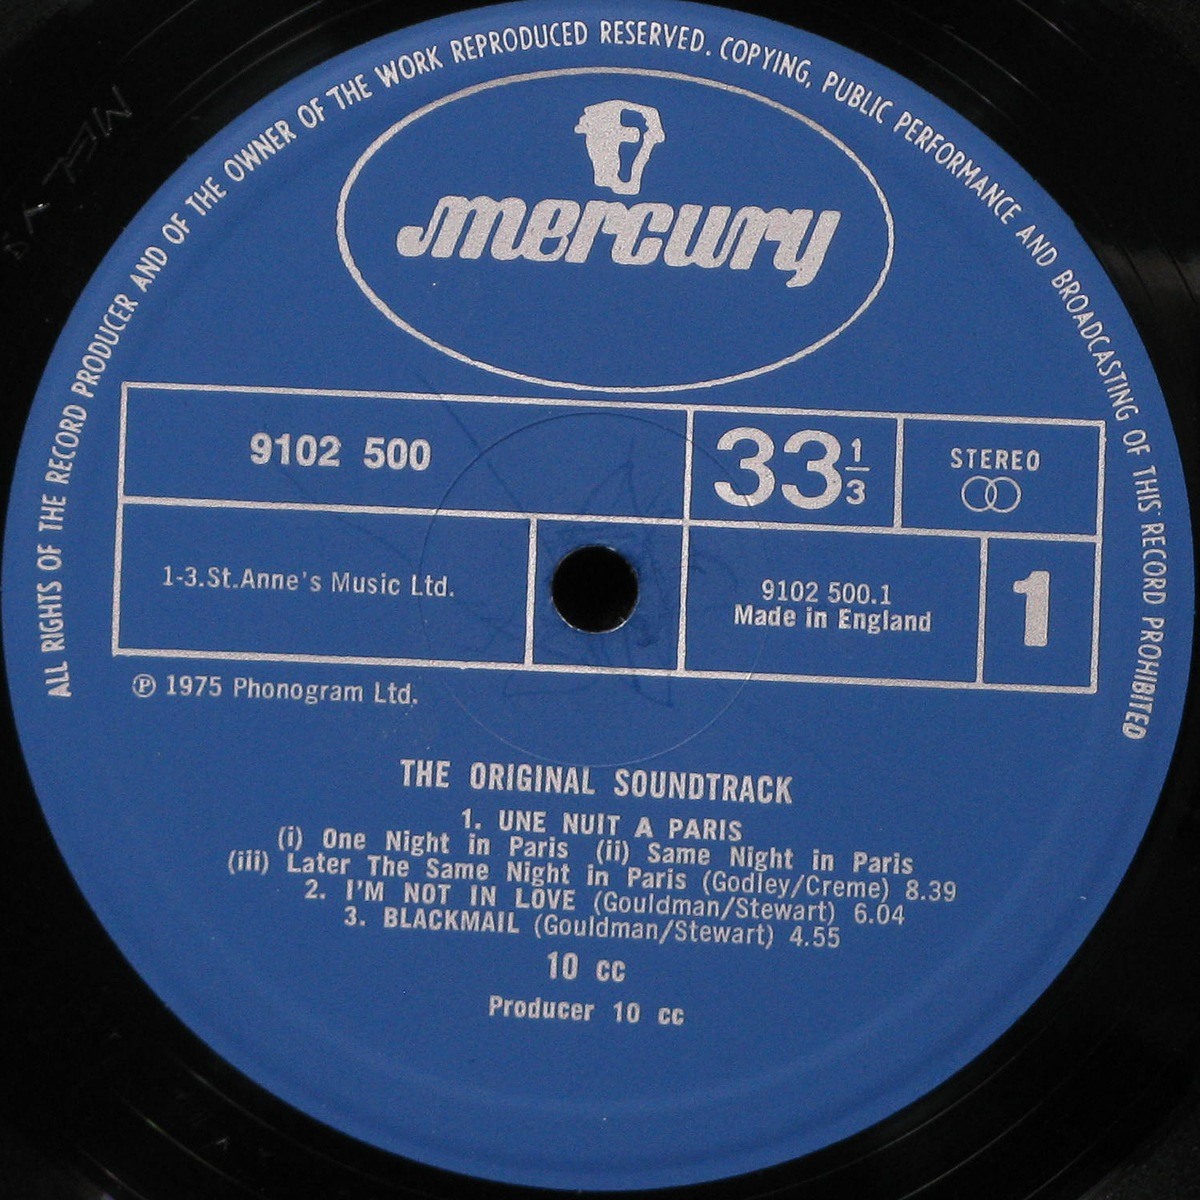 ALL RIGHTS OF THE RECORD PRODUCER AND OF THE OWNER OF THE WORK REPRODUCED RESERVED. COPYING, PUBLIC PERFORMANCE AND BROADCASTING OF THIS RECORD PROHIBITED
mercury
9102 500
33 1/3
STEREO
1-3.St.Anne's Music Ltd.
9102 500.1
Made in England
1
℗ 1975 Phonogram Ltd.
THE ORIGINAL SOUNDTRACK
1. UNE NUIT A PARIS
(i) One Night in Paris (ii) Same Night in Paris
(iii) Later The Same Night in Paris (Godley/Creme) 8.39
2. I'M NOT IN LOVE (Gouldman/Stewart) 6.04
3. BLACKMAIL (Gouldman/Stewart) 4.55
10 cc
Producer 10 cc